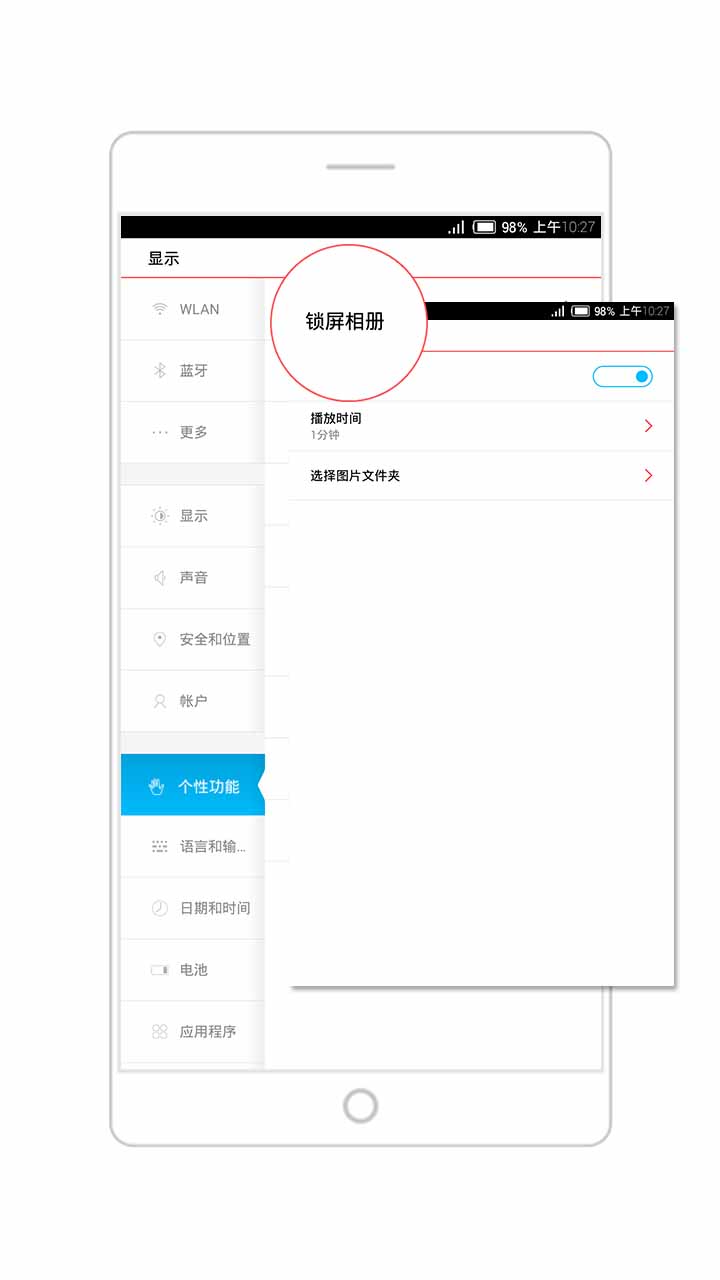 98% 上午10:27
显示
WLAN
蓝牙
更多
显示
声音
安全和位置
帐户
个性功能
语言和输...
日期和时间
电池
应用程序
锁屏相册
98% 上午10:27
播放时间
1分钟
选择图片文件夹